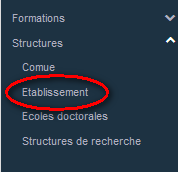 Formations
Structures
Comue
Etablissement
Ecoles doctorales
Structures de recherche